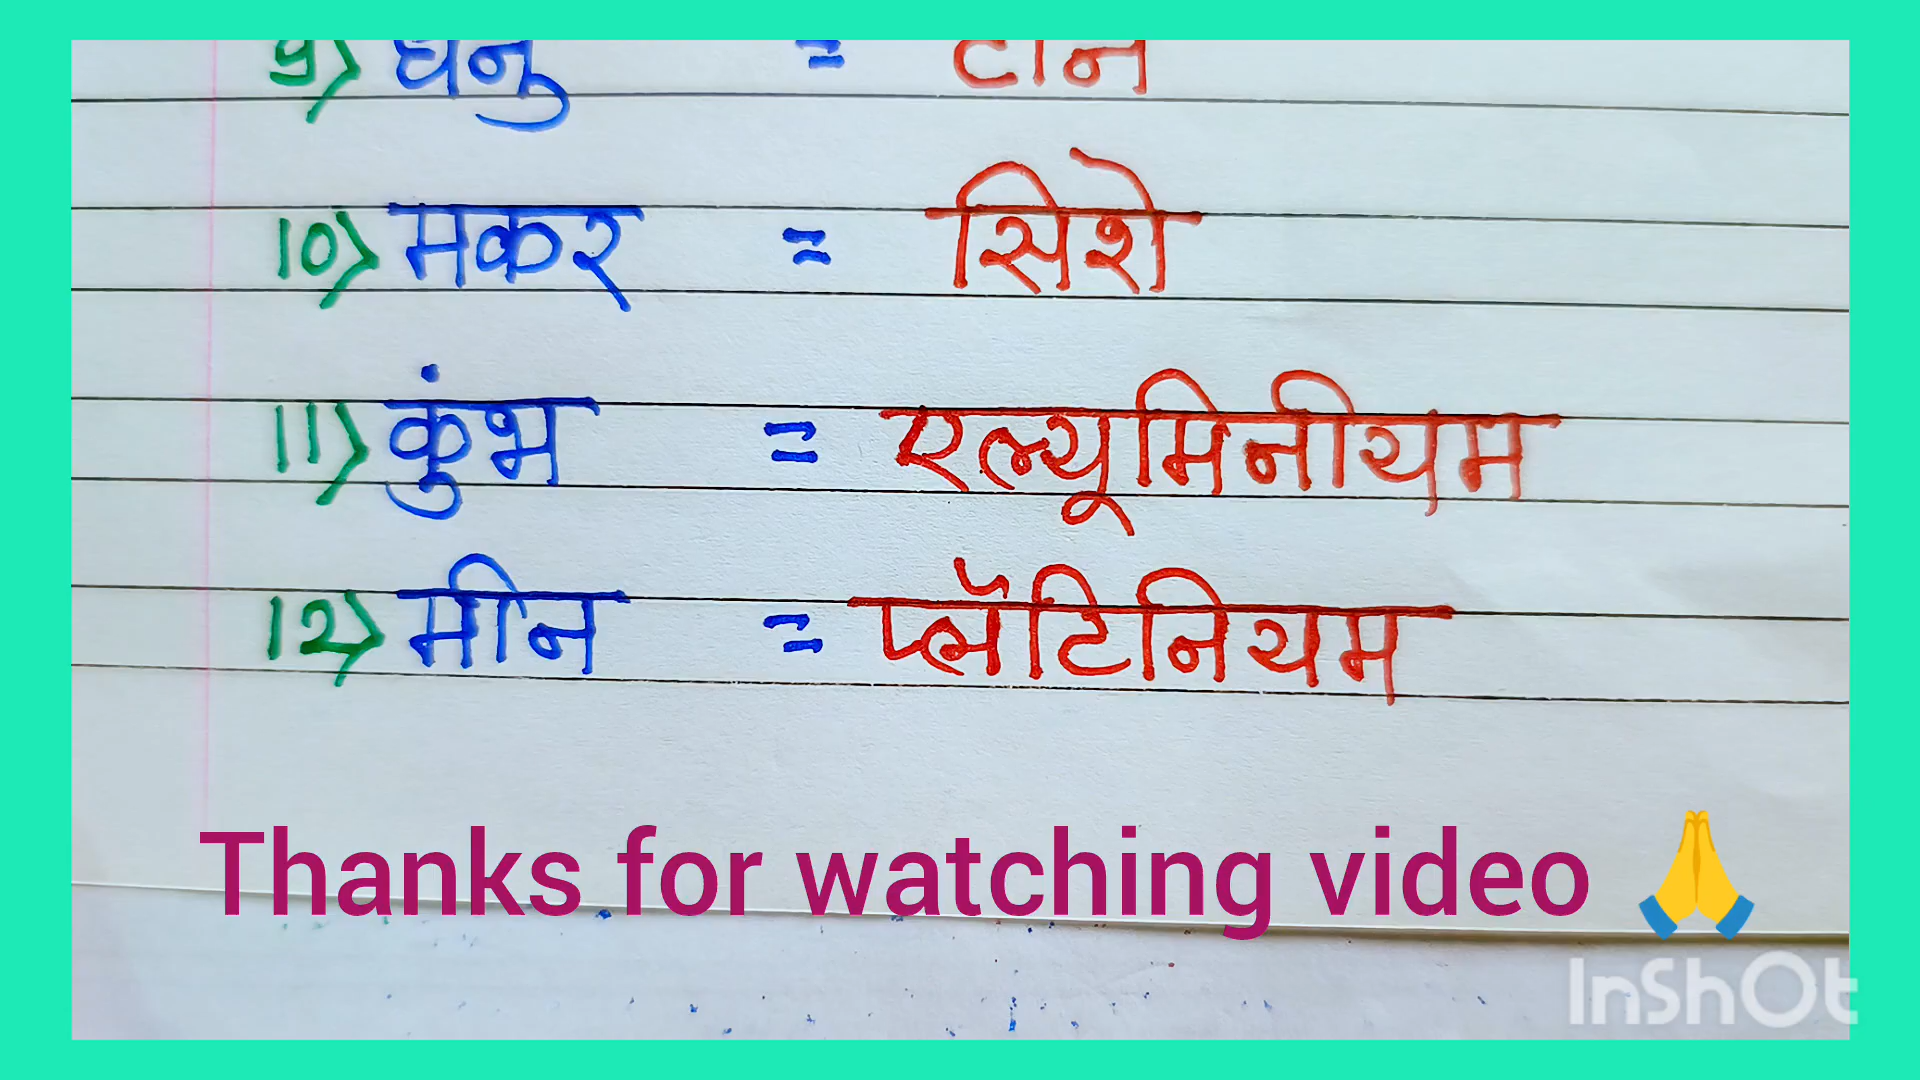 9) धनु = टीन
10) मकर = सिशे
11) कुंभ = एल्यूमिनीयम
12) मीन = प्लॅटिनियम
Thanks for watching video 🙏
InShOt